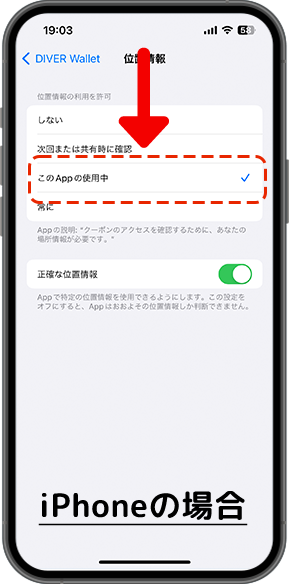 19:03
58
DIVER Wallet
位置情報
位置情報の利用を許可
しない
次回または共有時に確認
このAppの使用中
常に
Appの説明: “クーポンのアクセスを確認するために、あなたの
場所情報が必要です。”
正確な位置情報
Appで特定の位置情報を使用できるようにします。この設定を
オフにすると、Appはおおよその位置情報しか判断できません。
iPhoneの場合